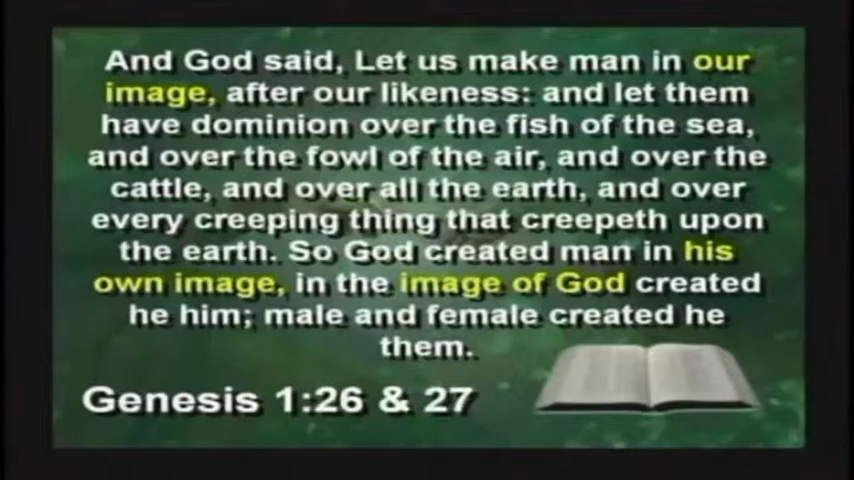 And God said, Let us make man in our
image, after our likeness: and let them
have dominion over the fish of the sea,
and over the fowl of the air, and over the
cattle, and over all the earth, and over
every creeping thing that creepeth upon
the earth. So God created man in his
own image, in the image of God created
he him; male and female created he
them.
Genesis 1:26 & 27